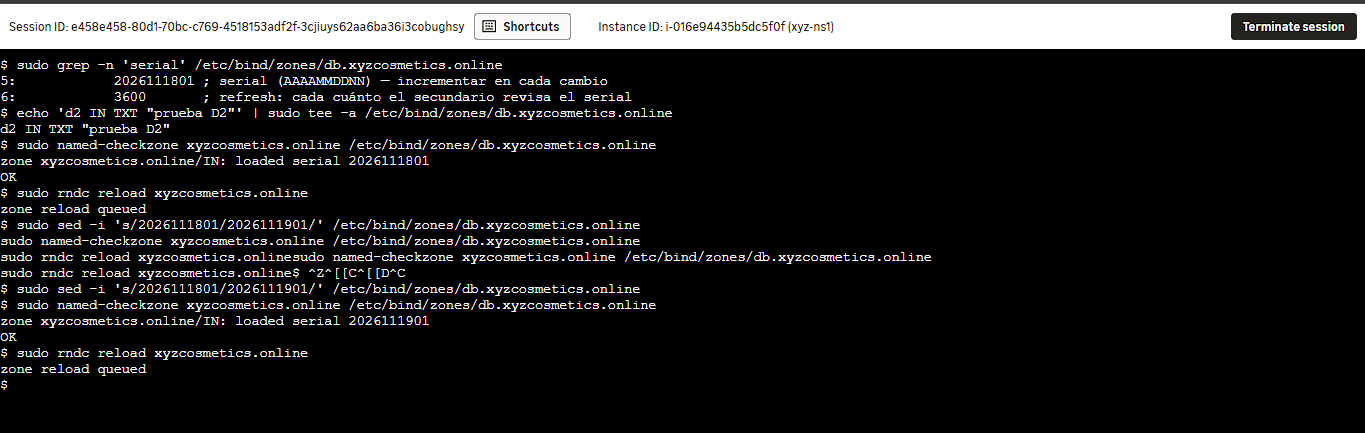 Session ID: e458e458-80d1-70bc-c769-4518153adf2f-3cjiuys62aa6ba36i3cobughsy Shortcuts Instance ID: i-016e94435b5dc5f0f (xyz-ns1) Terminate session
$ sudo grep -n 'serial' /etc/bind/zones/db.xyzcosmetics.online
5:            2026111801 ; serial (AAAAMMDDNN) — incrementar en cada cambio
6:            3600       ; refresh: cada cuánto el secundario revisa el serial
$ echo 'd2 IN TXT "prueba D2"' | sudo tee -a /etc/bind/zones/db.xyzcosmetics.online
d2 IN TXT "prueba D2"
$ sudo named-checkzone xyzcosmetics.online /etc/bind/zones/db.xyzcosmetics.online
zone xyzcosmetics.online/IN: loaded serial 2026111801
OK
$ sudo rndc reload xyzcosmetics.online
zone reload queued
$ sudo sed -i 's/2026111801/2026111901/' /etc/bind/zones/db.xyzcosmetics.online
sudo named-checkzone xyzcosmetics.online /etc/bind/zones/db.xyzcosmetics.online
sudo rndc reload xyzcosmetics.onlinesudo named-checkzone xyzcosmetics.online /etc/bind/zones/db.xyzcosmetics.online
sudo rndc reload xyzcosmetics.online$ ^Z^[[C^[[D^C
$ sudo sed -i 's/2026111801/2026111901/' /etc/bind/zones/db.xyzcosmetics.online
$ sudo named-checkzone xyzcosmetics.online /etc/bind/zones/db.xyzcosmetics.online
zone xyzcosmetics.online/IN: loaded serial 2026111901
OK
$ sudo rndc reload xyzcosmetics.online
zone reload queued
$